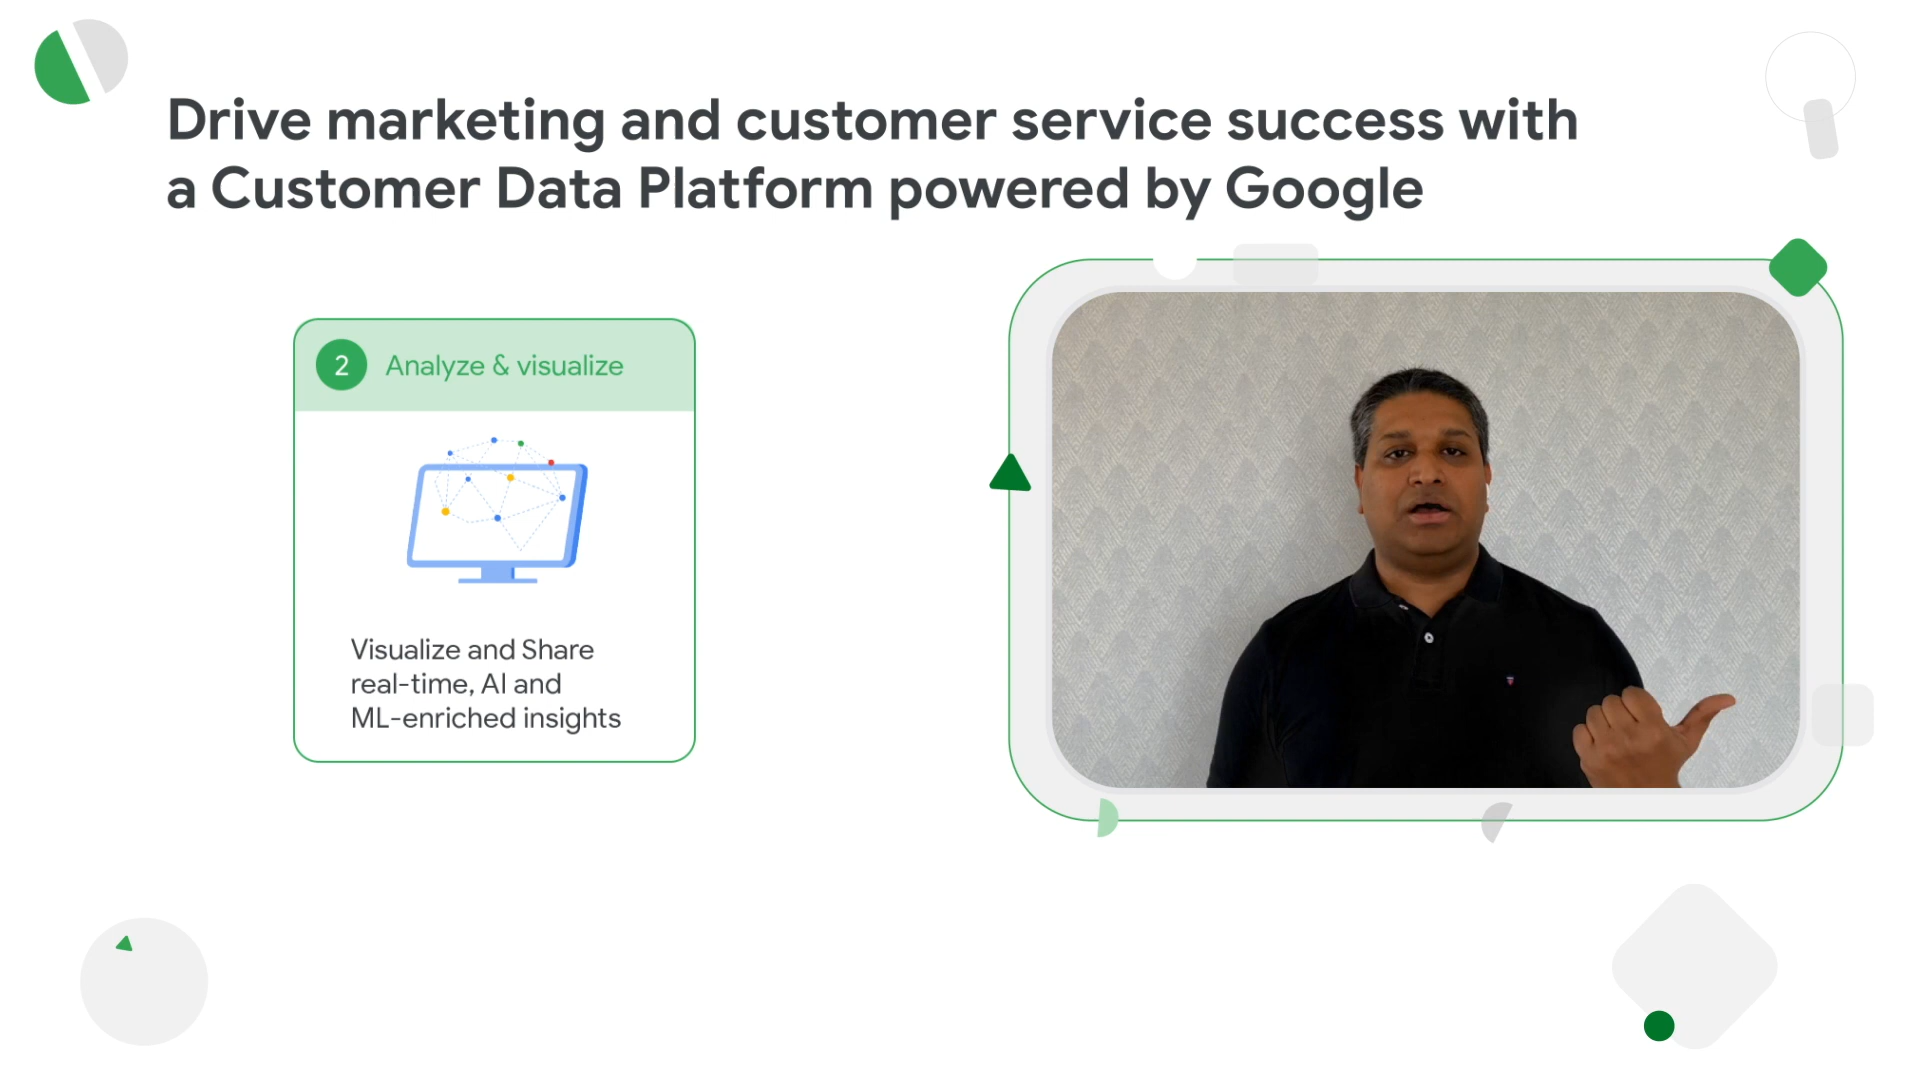 Drive marketing and customer service success with
a Customer Data Platform powered by Google
2 Analyze & visualize
Visualize and Share
real-time, AI and
ML-enriched insights